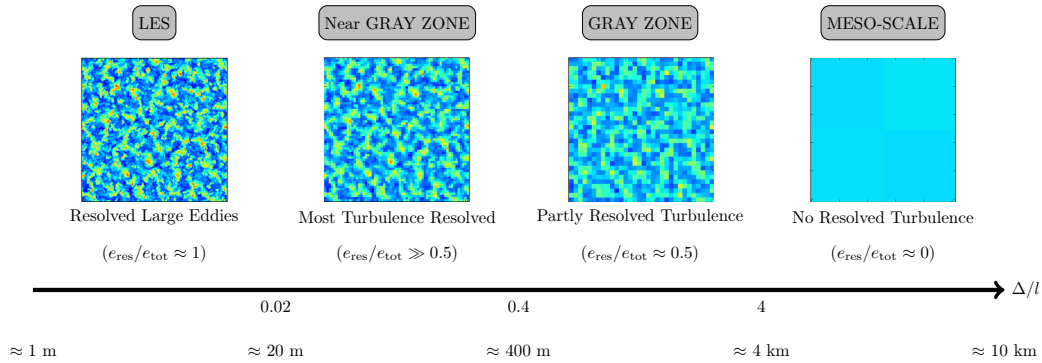 LES Near GRAY ZONE GRAY ZONE MESO-SCALE
Resolved Large Eddies Most Turbulence Resolved Partly Resolved Turbulence No Resolved Turbulence
(e_res/e_tot ≈ 1) (e_res/e_tot ≫ 0.5) (e_res/e_tot ≈ 0.5) (e_res/e_tot ≈ 0)
Δ/l
0.02 0.4 4
≈ 1 m ≈ 20 m ≈ 400 m ≈ 4 km ≈ 10 km